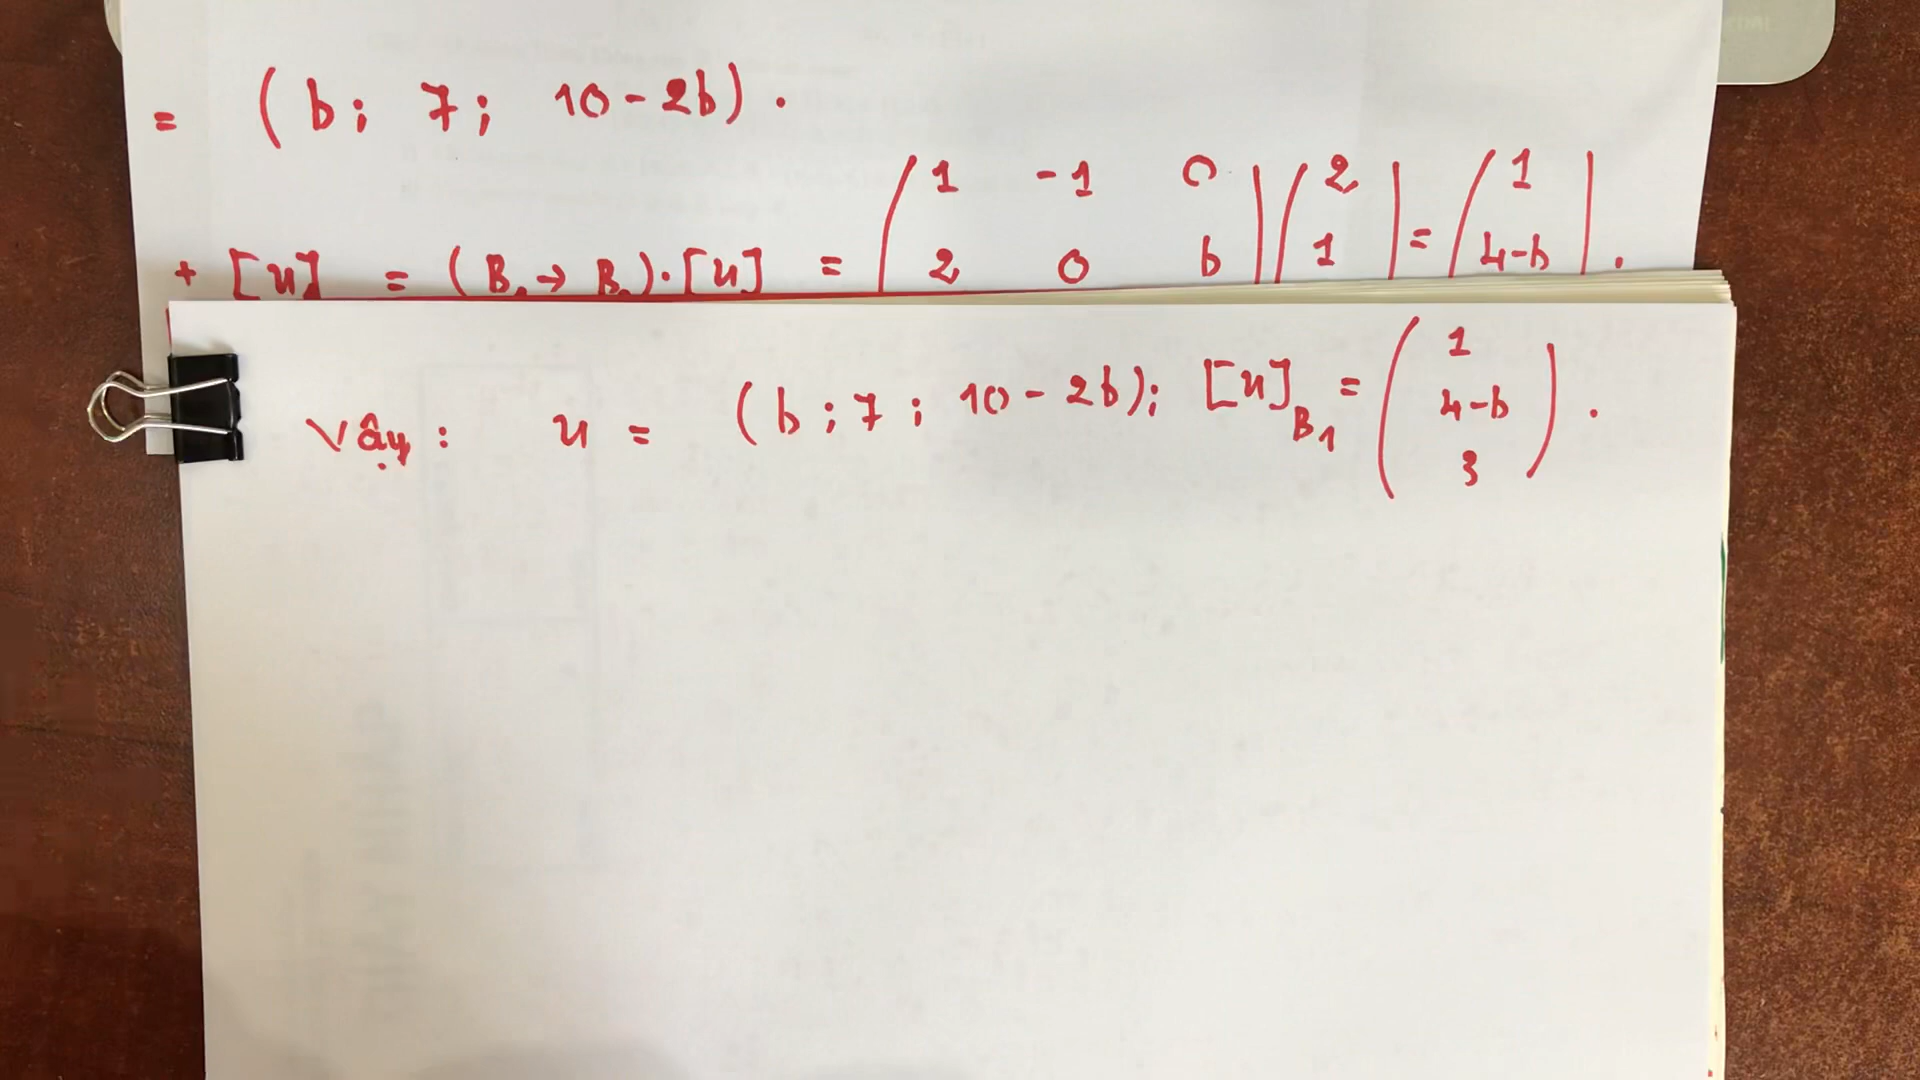 = (b; 7; 10-2b).
1 -1 0 2 1
+ [u] = (B → B).[u] = ( 2 0 b ) ( 1 ) = ( 4-b ).
1
Vậy: u = (b; 7; 10-2b); [u]B1 = ( 4-b ).
3